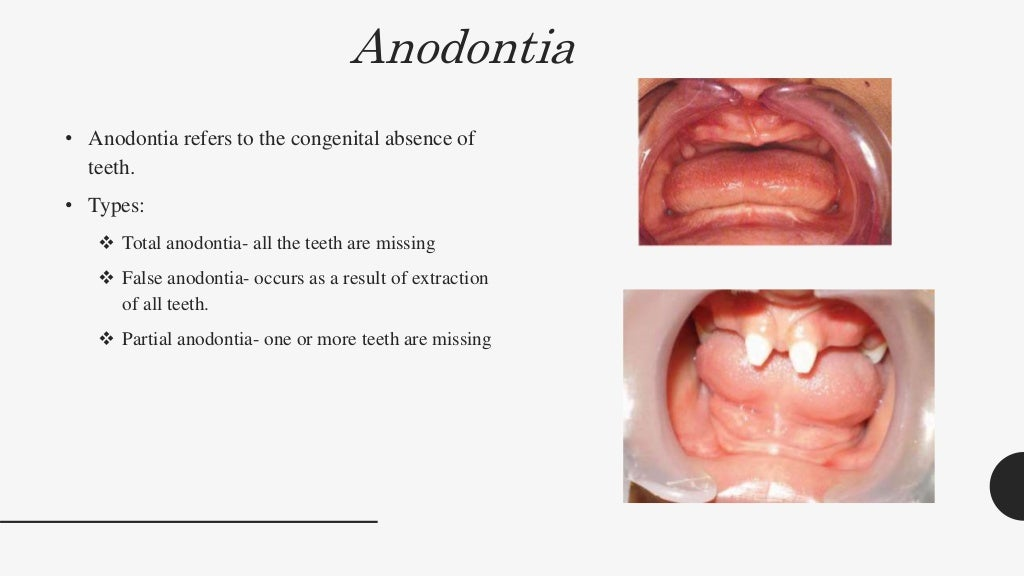 Anodontia
• Anodontia refers to the congenital absence of
teeth.
• Types:
❖ Total anodontia- all the teeth are missing
❖ False anodontia- occurs as a result of extraction
of all teeth.
❖ Partial anodontia- one or more teeth are missing